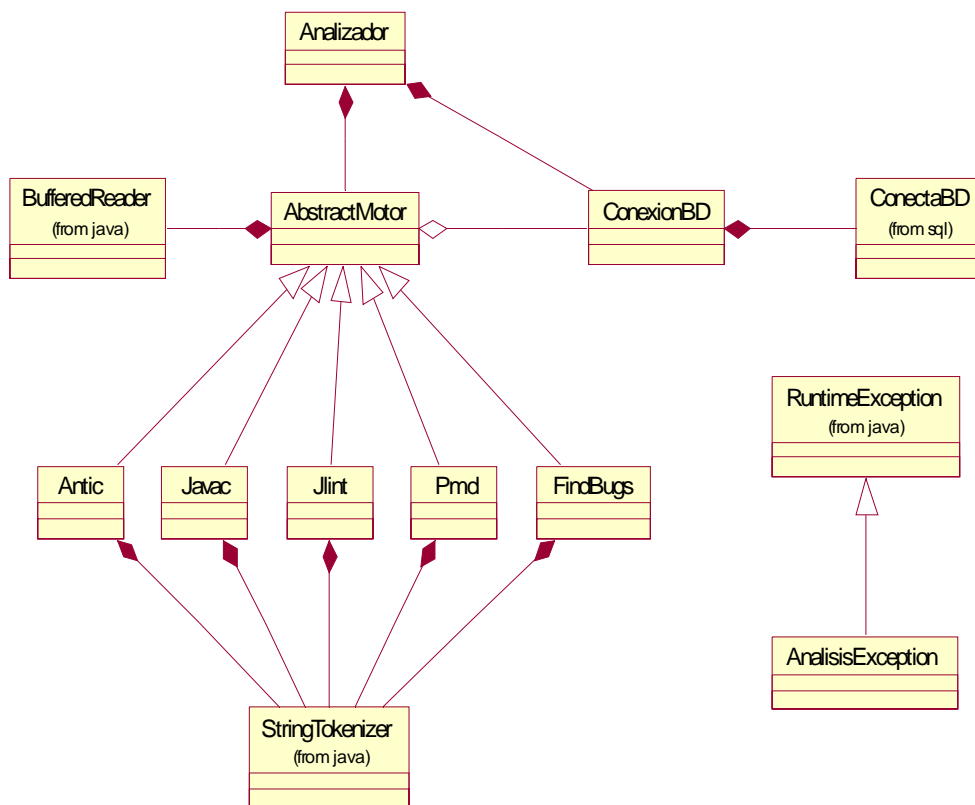 Analizador
BufferedReader
(from java)
AbstractMotor
ConexionBD
ConectaBD
(from sql)
RuntimeException
(from java)
Antic
Javac
Jlint
Pmd
FindBugs
AnalisisException
StringTokenizer
(from java)